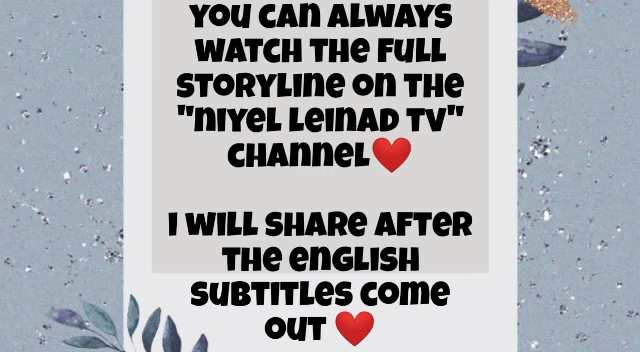 YOU CAN ALWAYS
WATCH THE FULL
STORYLINE ON THE
"NIYEL LEINAD TV"
CHANNEL❤️
I WILL SHARE AFTER
THE ENGLISH
SUBTITLES COME
OUT ❤️